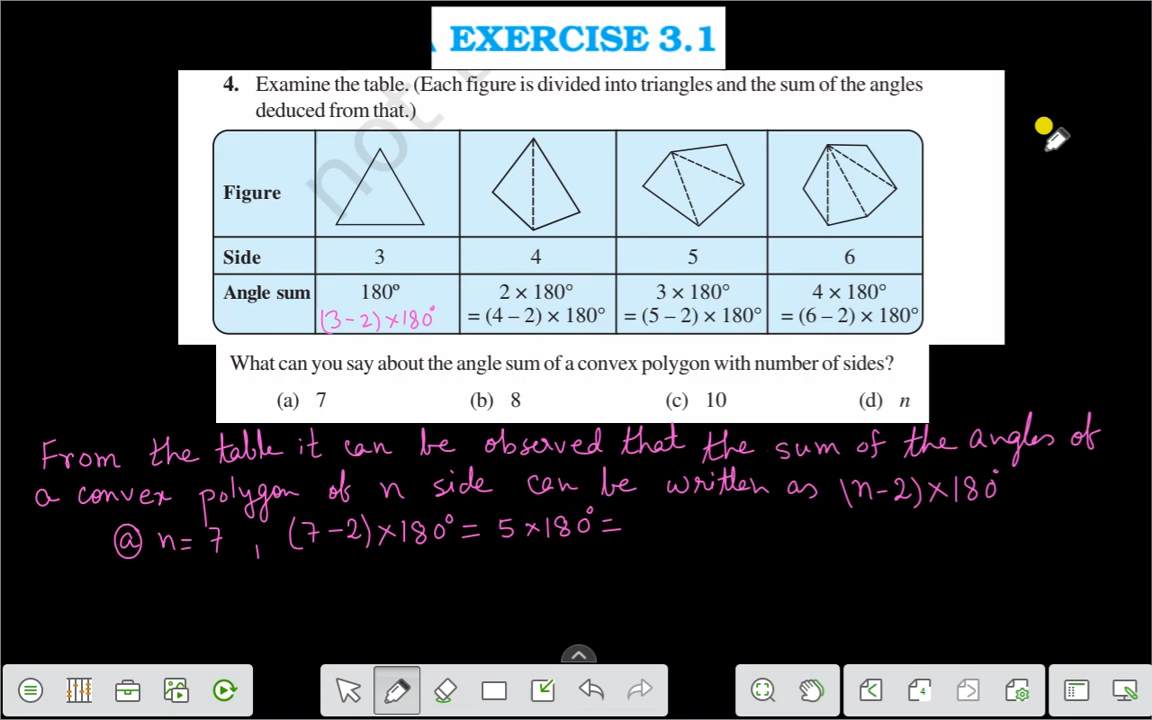 EXERCISE 3.1
4. Examine the table. (Each figure is divided into triangles and the sum of the angles
deduced from that.)
not
Figure
Side 3 4 5 6
Angle sum 180° 2 × 180° 3 × 180° 4 × 180°
(3-2)×180° = (4 – 2) × 180° = (5 – 2) × 180° = (6 – 2) × 180°
What can you say about the angle sum of a convex polygon with number of sides?
(a) 7 (b) 8 (c) 10 (d) n
From the table it can be observed that the sum of the angles of
a convex polygon of n side can be written as (n-2)×180°
(a) n=7, (7-2)×180° = 5×180° =
4